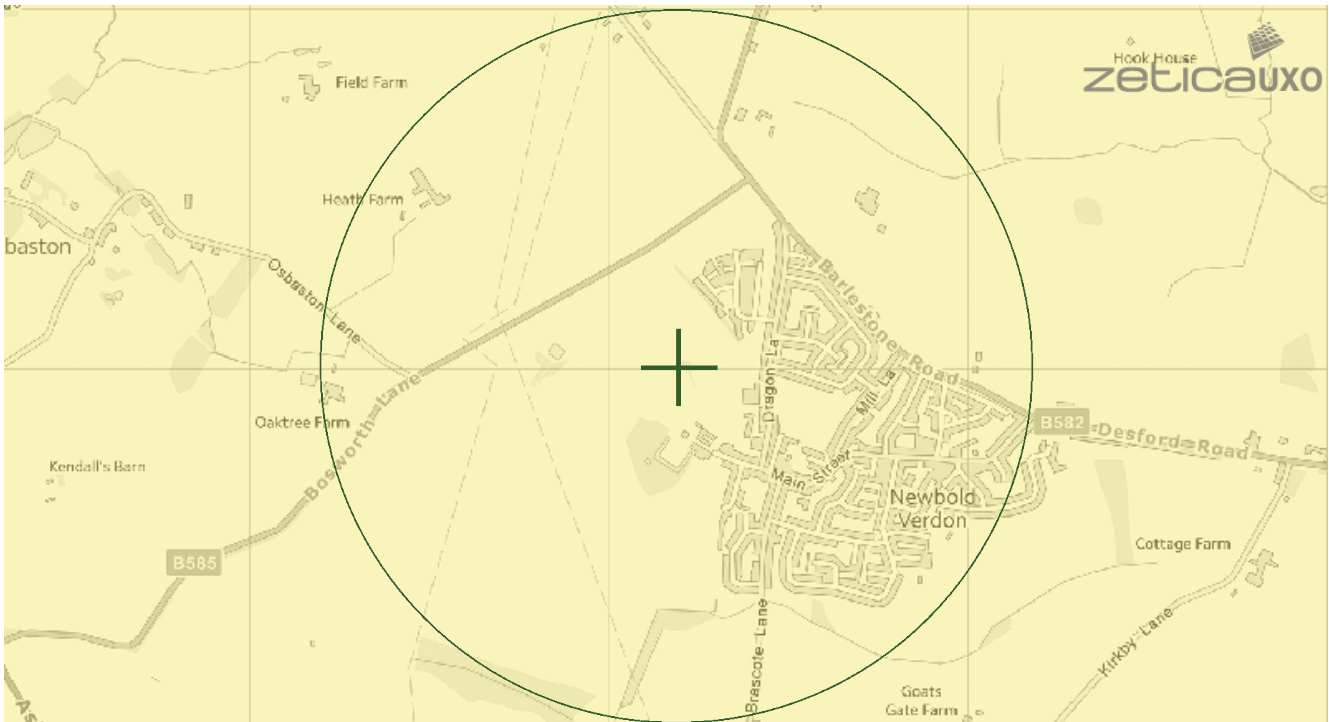 Hook House
zeticauxo
Field Farm
Heath Farm
baston
Osbaston Lane
Barlestone Road
Dragon La
Mill La
Oaktree Farm
Bosworth Lane
B582
Desford Road
Kendall's Barn
Main Street
Newbold
Verdon
Cottage Farm
B585
Brascote Lane
Kirkby Lane
Goats
Gate Farm
As